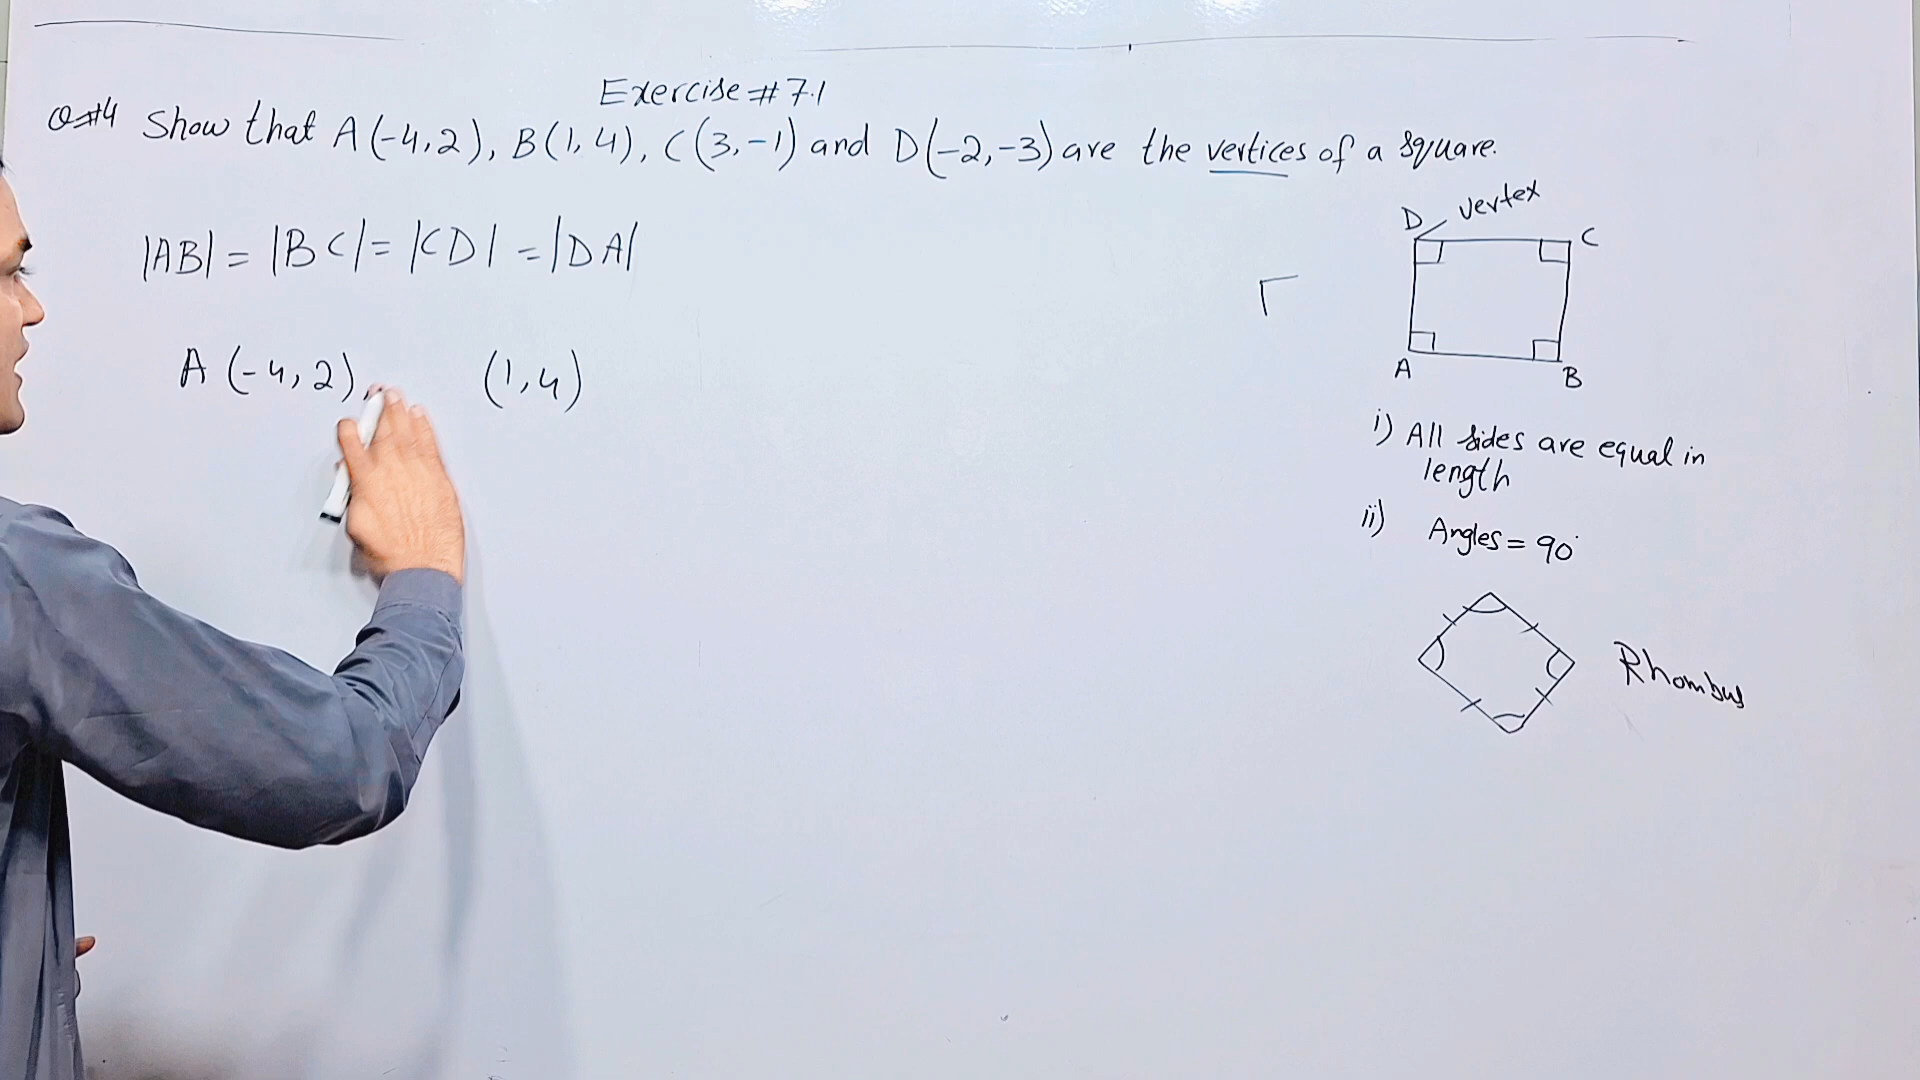 Exercise # 7.1
Q#4 Show that A(-4,2), B(1,4), C(3,-1) and D(-2,-3) are the vertices of a square.
|AB| = |BC| = |CD| = |DA|
A(-4,2), (1,4)
D vertex
C
A
B
i) All sides are equal in
length
ii) Angles = 90°
Rhombus